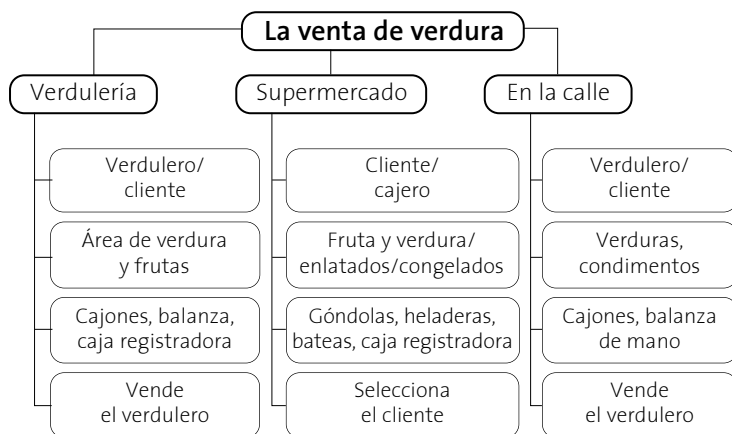 La venta de verdura
Verdulería
Supermercado
En la calle
Verdulero/
cliente
Cliente/
cajero
Verdulero/
cliente
Área de verdura
y frutas
Fruta y verdura/
enlatados/congelados
Verduras,
condimentos
Cajones, balanza,
caja registradora
Góndolas, heladeras,
bateas, caja registradora
Cajones, balanza
de mano
Vende
el verdulero
Selecciona
el cliente
Vende
el verdulero